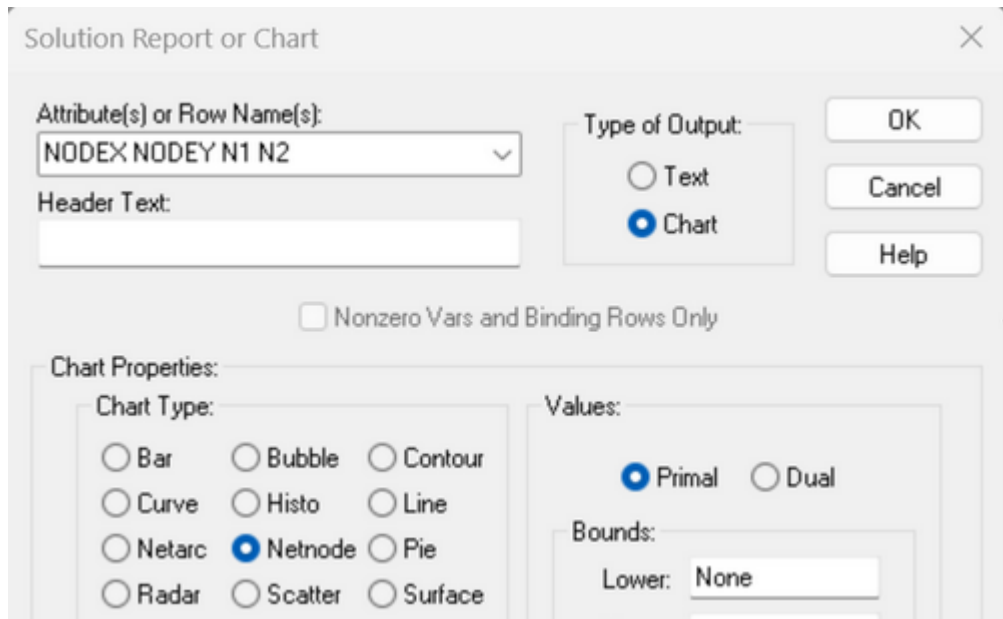 Solution Report or Chart
Attribute(s) or Row Name(s):
NODEX NODEY N1 N2
Header Text:
Type of Output:
Text
Chart
OK
Cancel
Help
Nonzero Vars and Binding Rows Only
Chart Properties:
Chart Type:
Bar Bubble Contour
Curve Histo Line
Netarc Netnode Pie
Radar Scatter Surface
Values:
Primal Dual
Bounds:
Lower: None